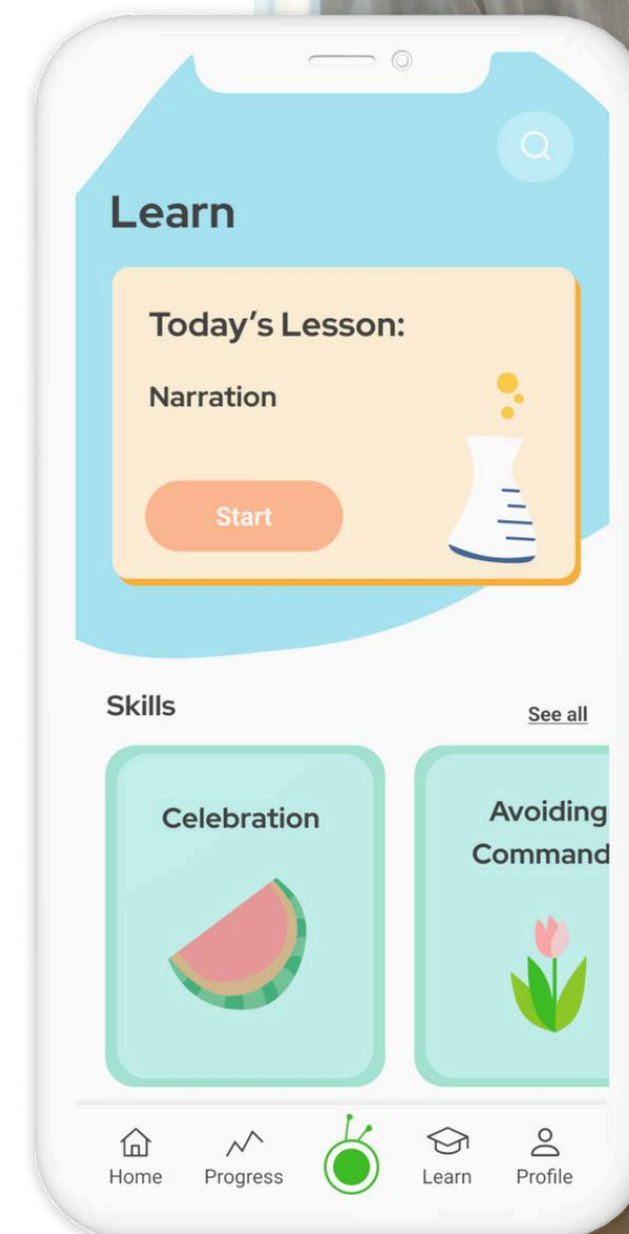 Learn
Today's Lesson:
Narration
Start
Skills
See all
Celebration
Avoiding
Command
Home
Progress
Learn
Profile